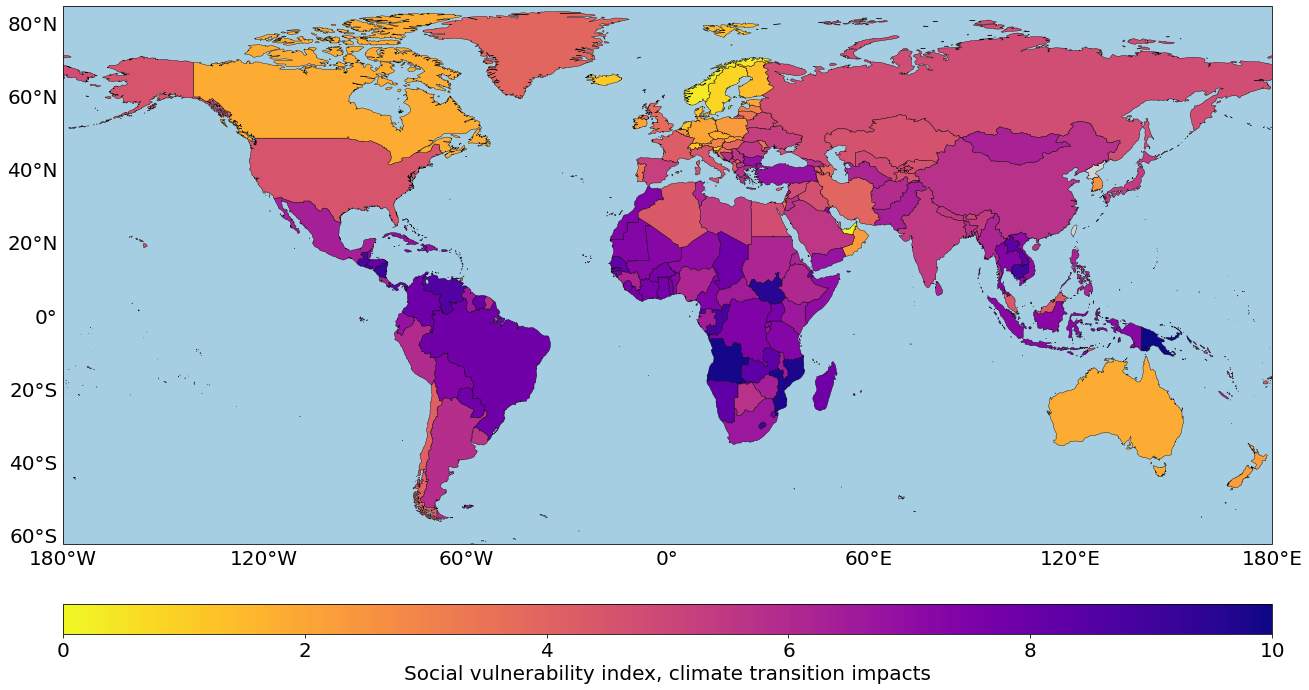 80°N
60°N
40°N
20°N
0°
20°S
40°S
60°S
180°W 120°W 60°W 0° 60°E 120°E 180°E
0 2 4 6 8 10
Social vulnerability index, climate transition impacts